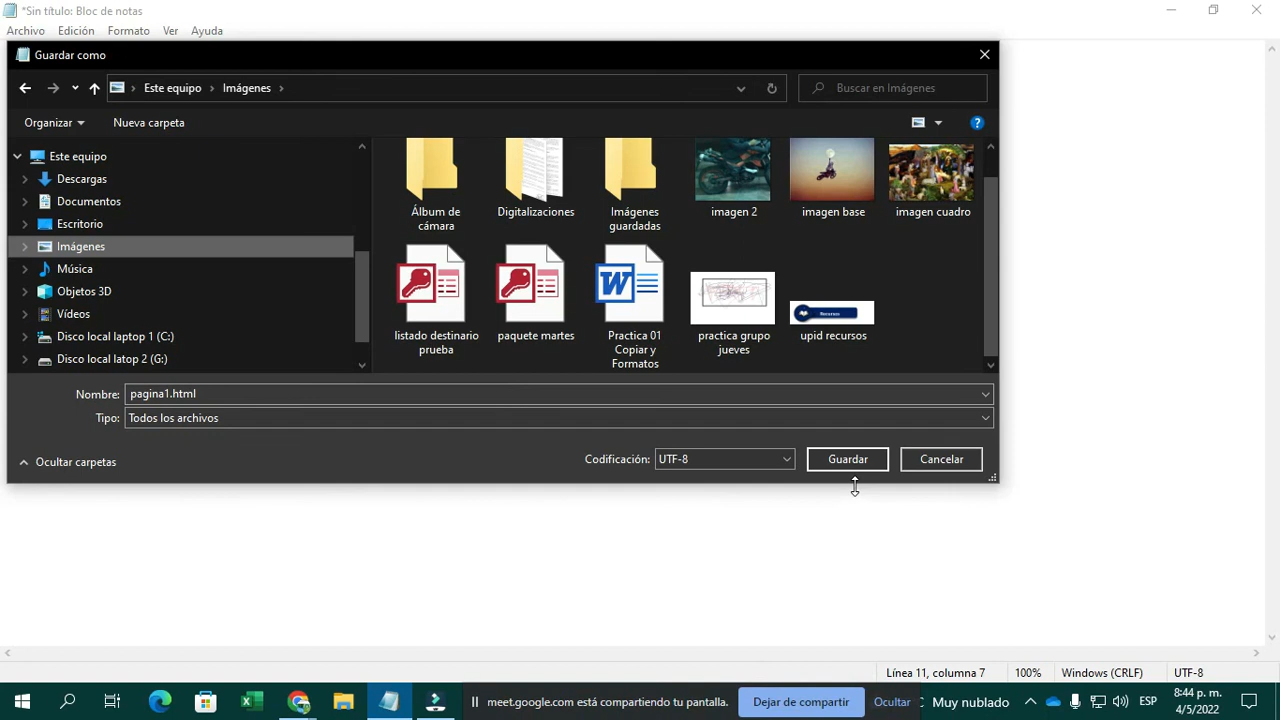 *Sin título: Bloc de notas
Archivo Edición Formato Ver Ayuda
Guardar como
Este equipo Imágenes
Buscar en Imágenes
Organizar Nueva carpeta
Este equipo
Descargas
Documentos
Escritorio
Imágenes
Música
Objetos 3D
Vídeos
Disco local laptop 1 (C:)
Disco local latop 2 (G:)
Álbum de
cámara
Digitalizaciones
Imágenes
guardadas
imagen 2
imagen base
imagen cuadro
listado destinario
prueba
paquete martes
Practica 01
Copiar y
Formatos
practica grupo
jueves
Recursos
upid recursos
Nombre: pagina1.html
Tipo: Todos los archivos
Ocultar carpetas
Codificación: UTF-8
Guardar
Cancelar
Línea 11, columna 7 100% Windows (CRLF) UTF-8
meet.google.com está compartiendo tu pantalla.
Dejar de compartir
Ocultar
Muy nublado
ESP
8:44 p. m.
4/5/2022